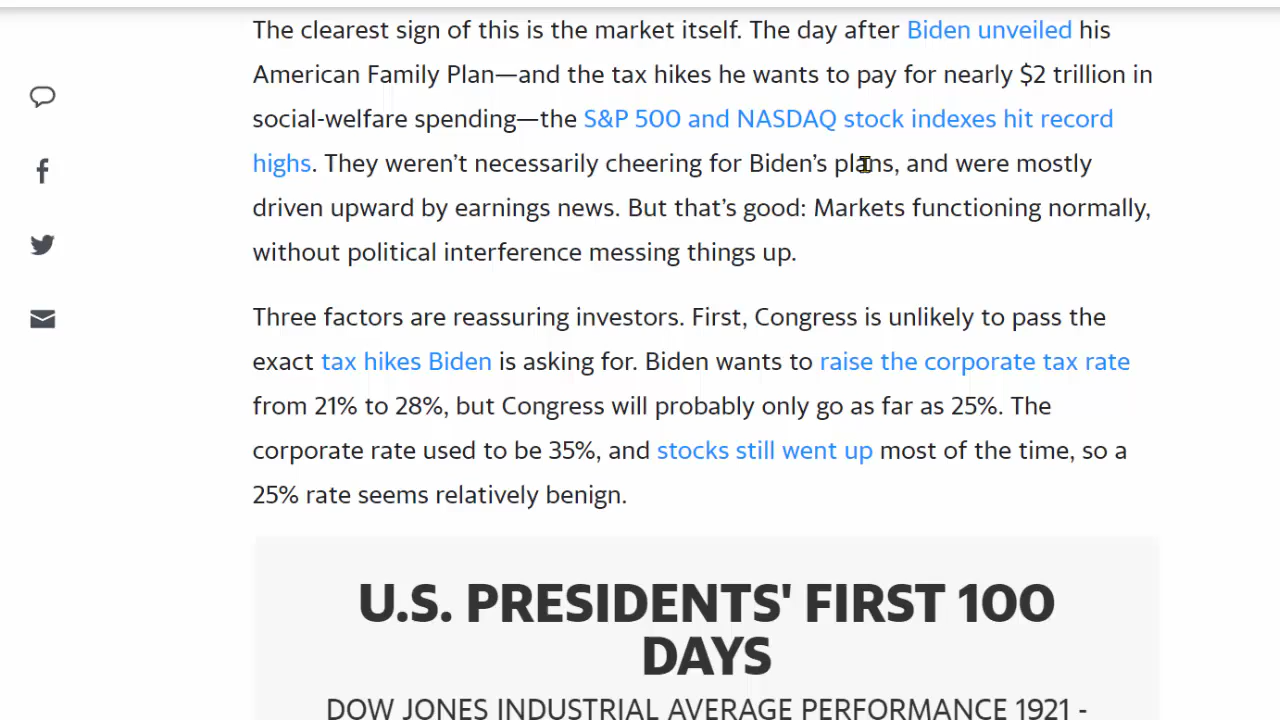 The clearest sign of this is the market itself. The day after Biden unveiled his
American Family Plan—and the tax hikes he wants to pay for nearly $2 trillion in
social-welfare spending—the S&P 500 and NASDAQ stock indexes hit record
highs. They weren't necessarily cheering for Biden's plans, and were mostly
driven upward by earnings news. But that's good: Markets functioning normally,
without political interference messing things up.
Three factors are reassuring investors. First, Congress is unlikely to pass the
exact tax hikes Biden is asking for. Biden wants to raise the corporate tax rate
from 21% to 28%, but Congress will probably only go as far as 25%. The
corporate rate used to be 35%, and stocks still went up most of the time, so a
25% rate seems relatively benign.
U.S. PRESIDENTS' FIRST 100
DAYS
DOW JONES INDUSTRIAL AVERAGE PERFORMANCE 1921 -